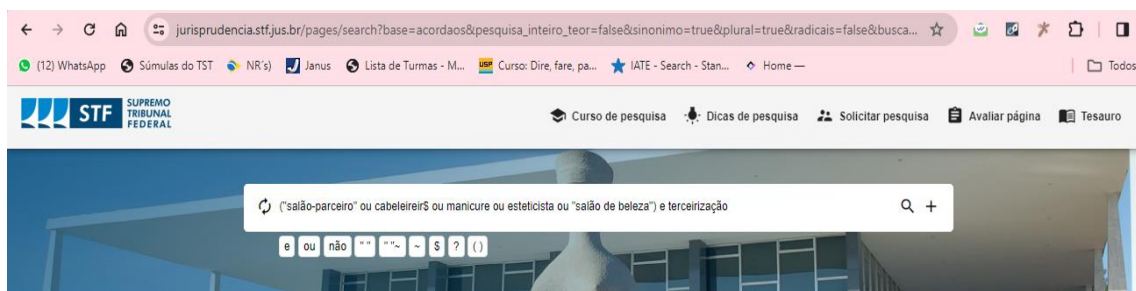 jurisprudencia.stf.jus.br/pages/search?base=acordaos&pesquisa_inteiro_teor=false&sinonimo=true&plural=true&radicais=false&busca...
(12) WhatsApp Súmulas do TST NR's) Janus Lista de Turmas - M... USP Curso: Dire, fare, pa... IATE - Search - Stan... Home — Todos
STF SUPREMO TRIBUNAL FEDERAL Curso de pesquisa Dicas de pesquisa Solicitar pesquisa Avaliar página Tesauro
("salão-parceiro" ou cabeleireir$ ou manicure ou esteticista ou "salão de beleza") e terceirização
e ou não " " " "~ ~ $ ? ( )